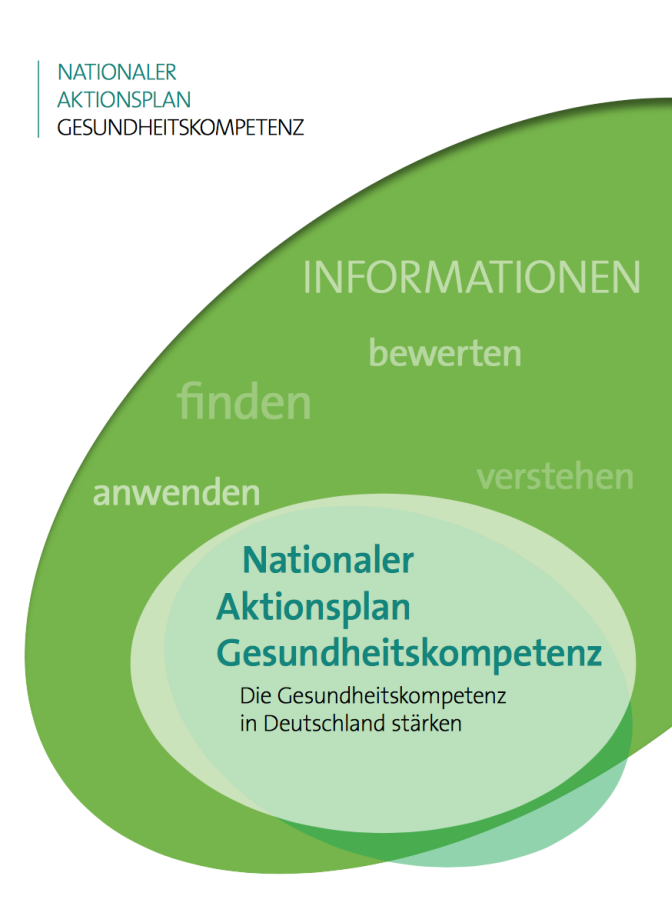 NATIONALER
AKTIONSPLAN
GESUNDHEITSKOMPETENZ
INFORMATIONEN
bewerten
finden
verstehen
anwenden
Nationaler
Aktionsplan
Gesundheitskompetenz
Die Gesundheitskompetenz
in Deutschland stärken